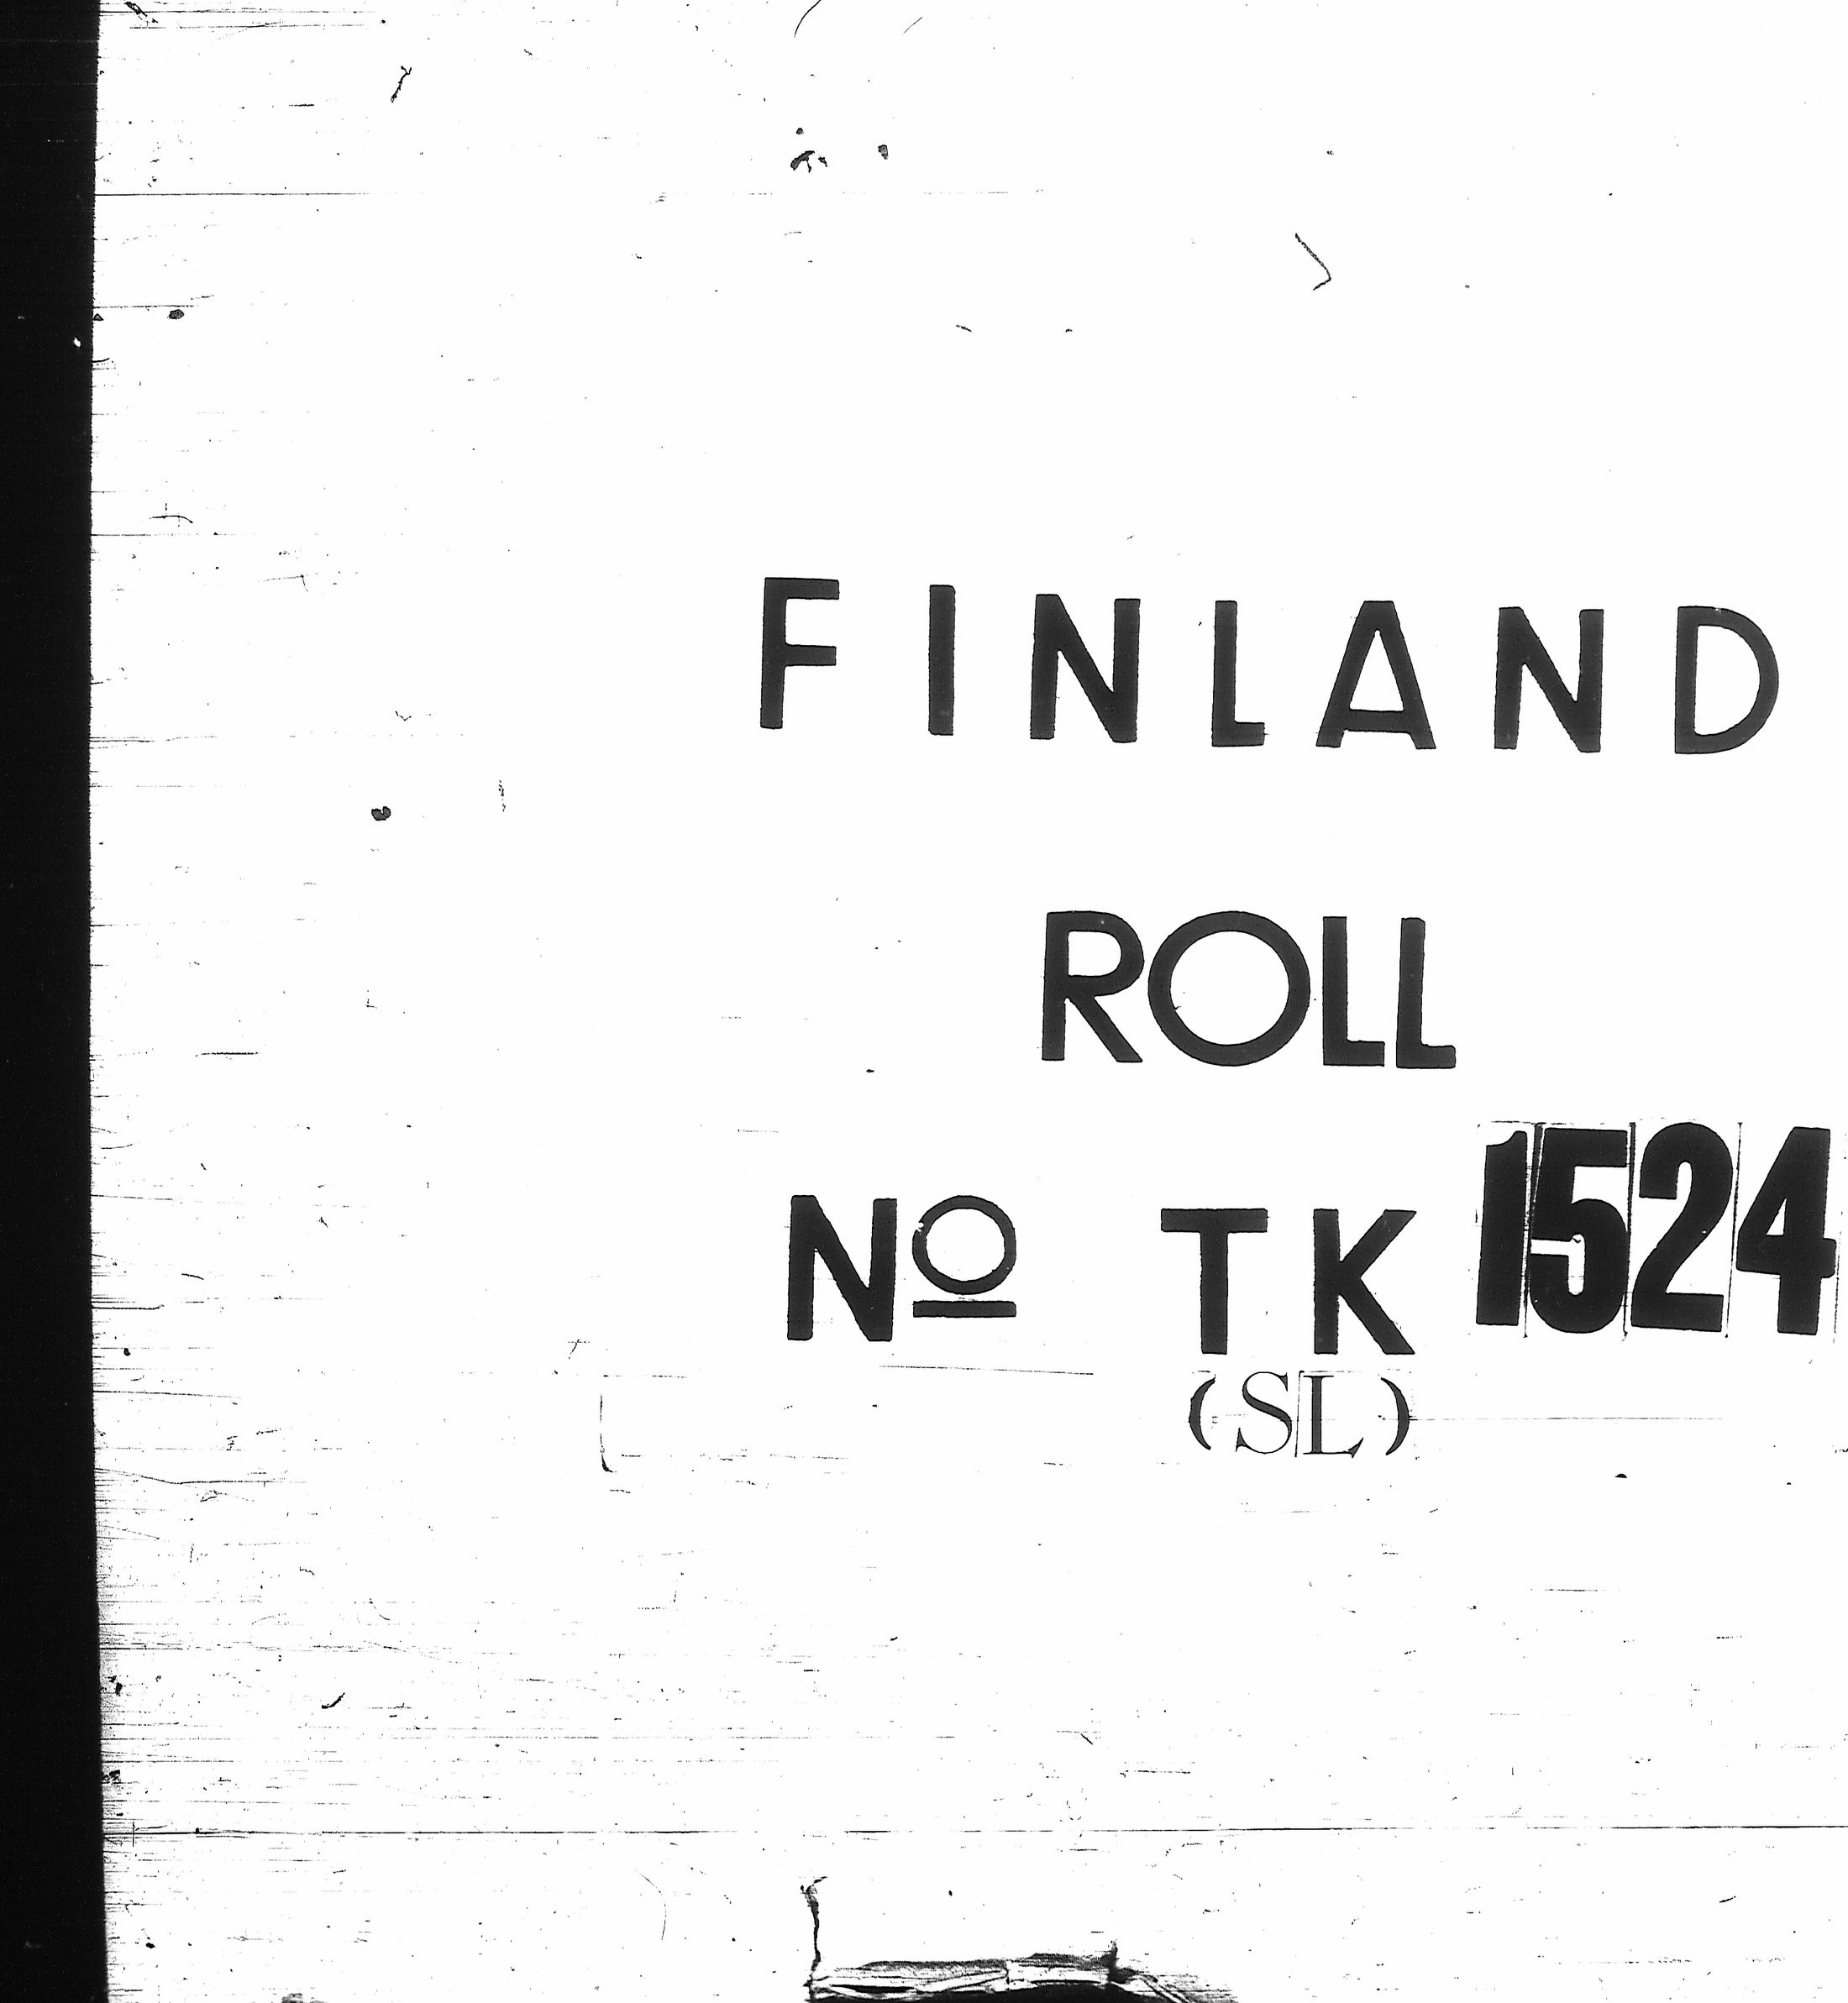 FINLAND
ROLL
Nº TK 1524
(SL)